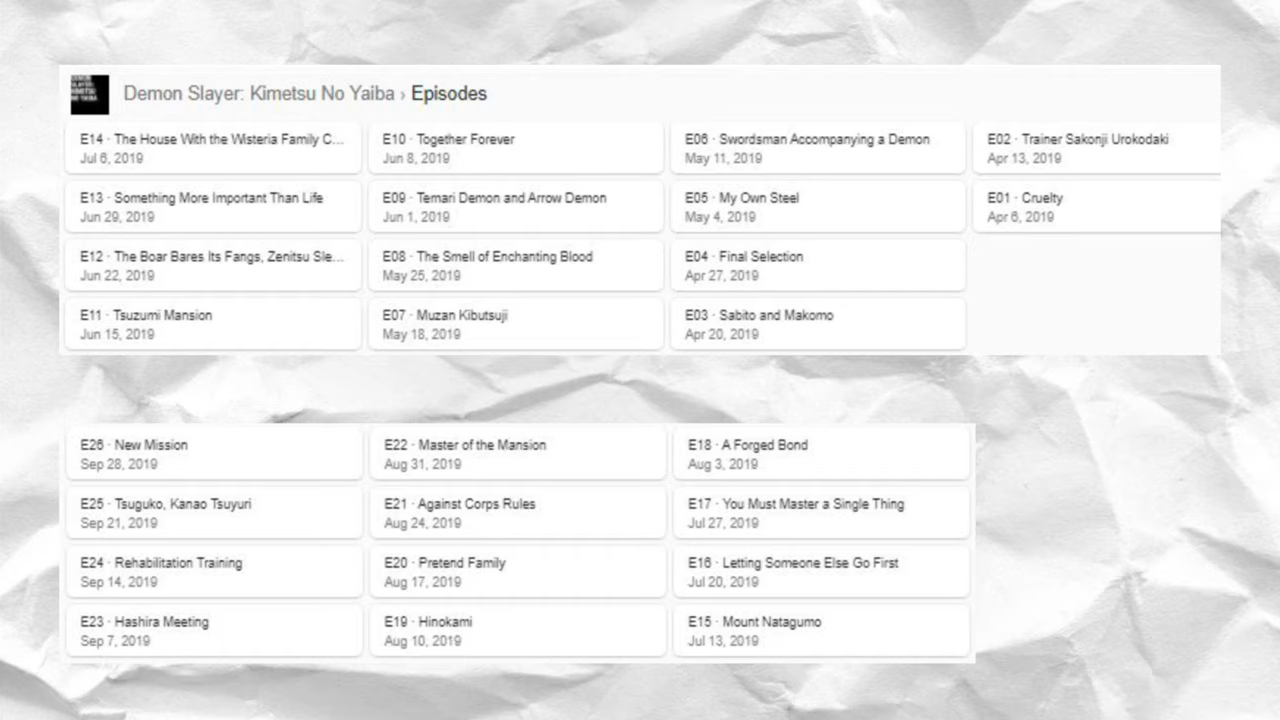 Demon Slayer: Kimetsu No Yaiba › Episodes
E14 · The House With the Wisteria Family C...
Jul 6, 2019
E13 · Something More Important Than Life
Jun 29, 2019
E12 · The Boar Bares Its Fangs, Zenitsu Sle...
Jun 22, 2019
E11 · Tsuzumi Mansion
Jun 15, 2019
E10 · Together Forever
Jun 8, 2019
E09 · Temari Demon and Arrow Demon
Jun 1, 2019
E08 · The Smell of Enchanting Blood
May 25, 2019
E07 · Muzan Kibutsuji
May 18, 2019
E06 · Swordsman Accompanying a Demon
May 11, 2019
E05 · My Own Steel
May 4, 2019
E04 · Final Selection
Apr 27, 2019
E03 · Sabito and Makomo
Apr 20, 2019
E02 · Trainer Sakonji Urokodaki
Apr 13, 2019
E01 · Cruelty
Apr 6, 2019
E26 · New Mission
Sep 28, 2019
E25 · Tsuguko, Kanao Tsuyuri
Sep 21, 2019
E24 · Rehabilitation Training
Sep 14, 2019
E23 · Hashira Meeting
Sep 7, 2019
E22 · Master of the Mansion
Aug 31, 2019
E21 · Against Corps Rules
Aug 24, 2019
E20 · Pretend Family
Aug 17, 2019
E19 · Hinokami
Aug 10, 2019
E18 · A Forged Bond
Aug 3, 2019
E17 · You Must Master a Single Thing
Jul 27, 2019
E16 · Letting Someone Else Go First
Jul 20, 2019
E15 · Mount Natagumo
Jul 13, 2019